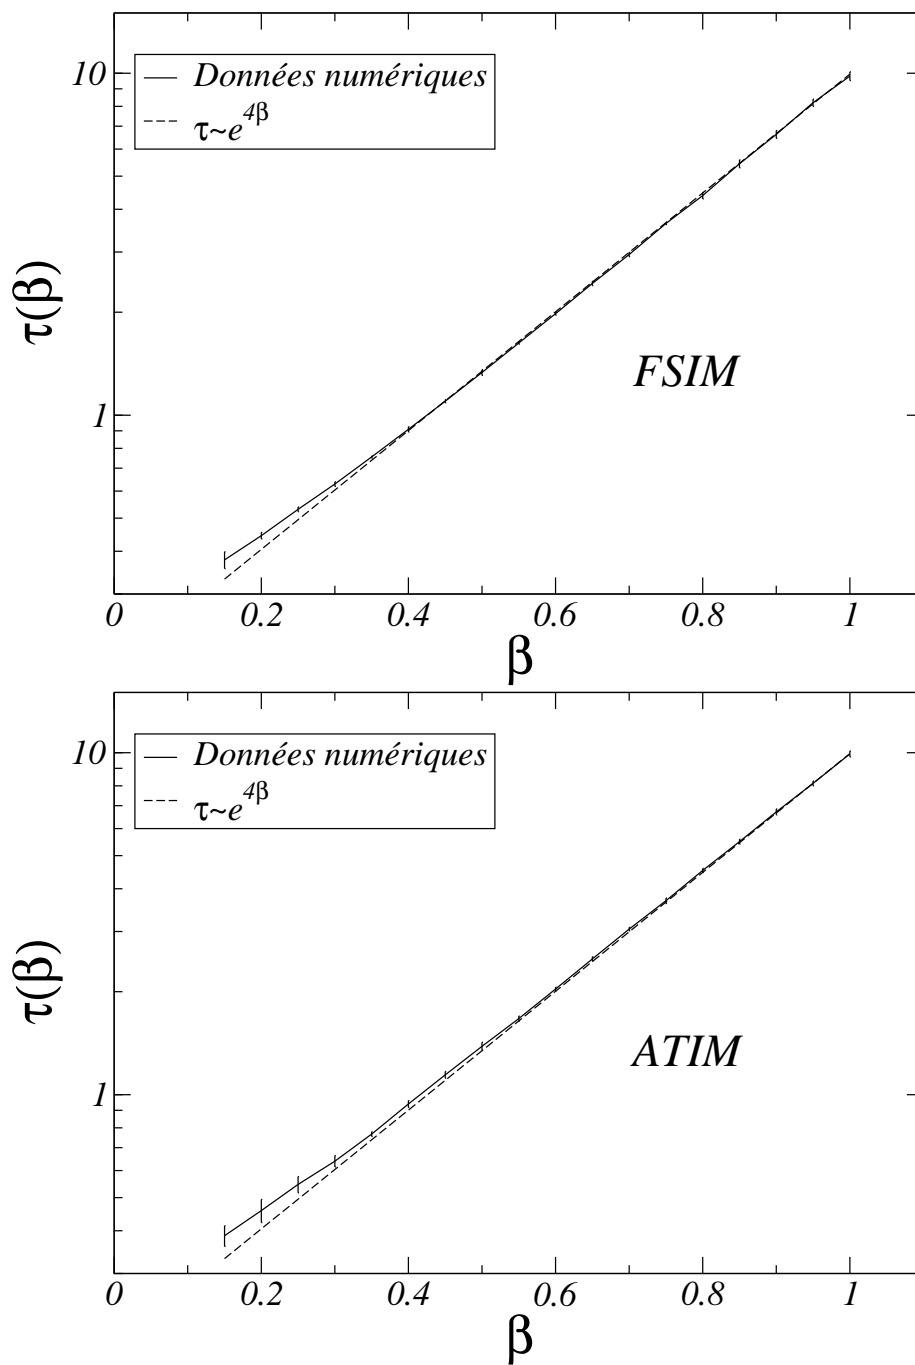 Données numériques
τ~e^4β
10
1
τ(β)
FSIM
0 0.2 0.4 0.6 0.8 1
β
Données numériques
τ~e^4β
10
1
τ(β)
ATIM
0 0.2 0.4 0.6 0.8 1
β